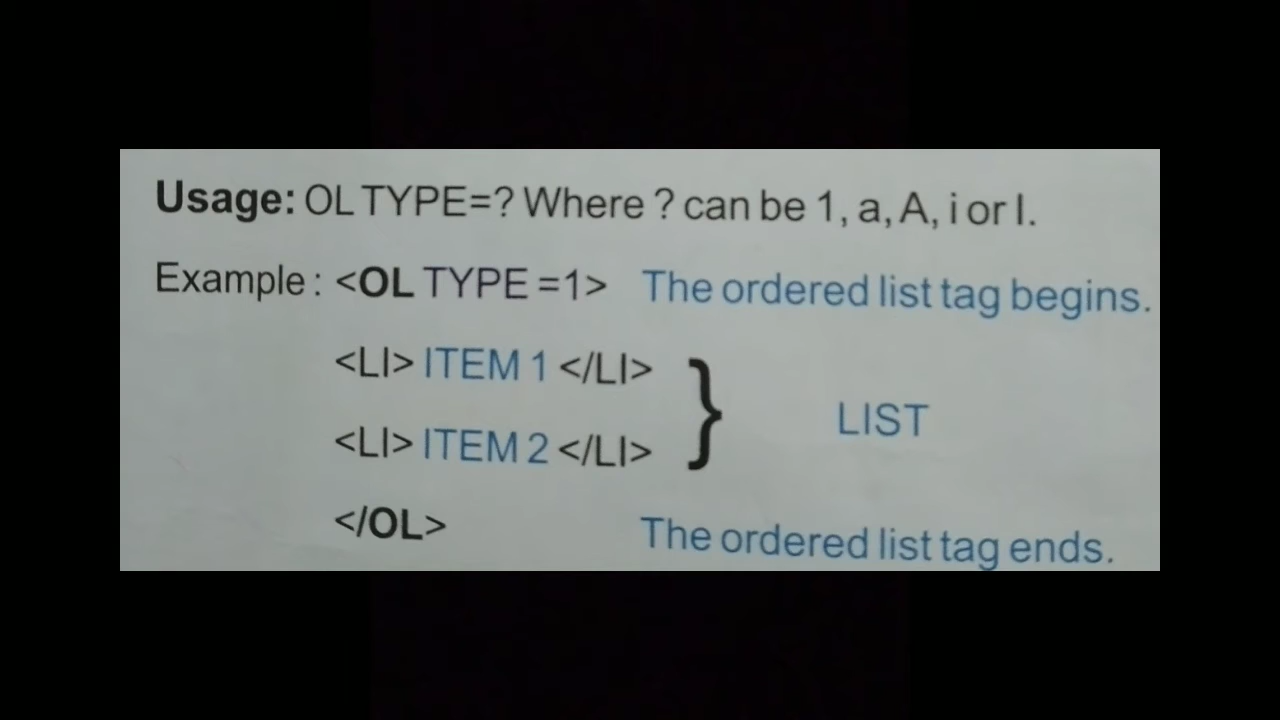 Usage: OL TYPE=? Where ? can be 1, a, A, i or I.
Example : <OL TYPE =1> The ordered list tag begins.
<LI> ITEM 1 </LI>
} LIST
<LI> ITEM 2 </LI>
</OL> The ordered list tag ends.